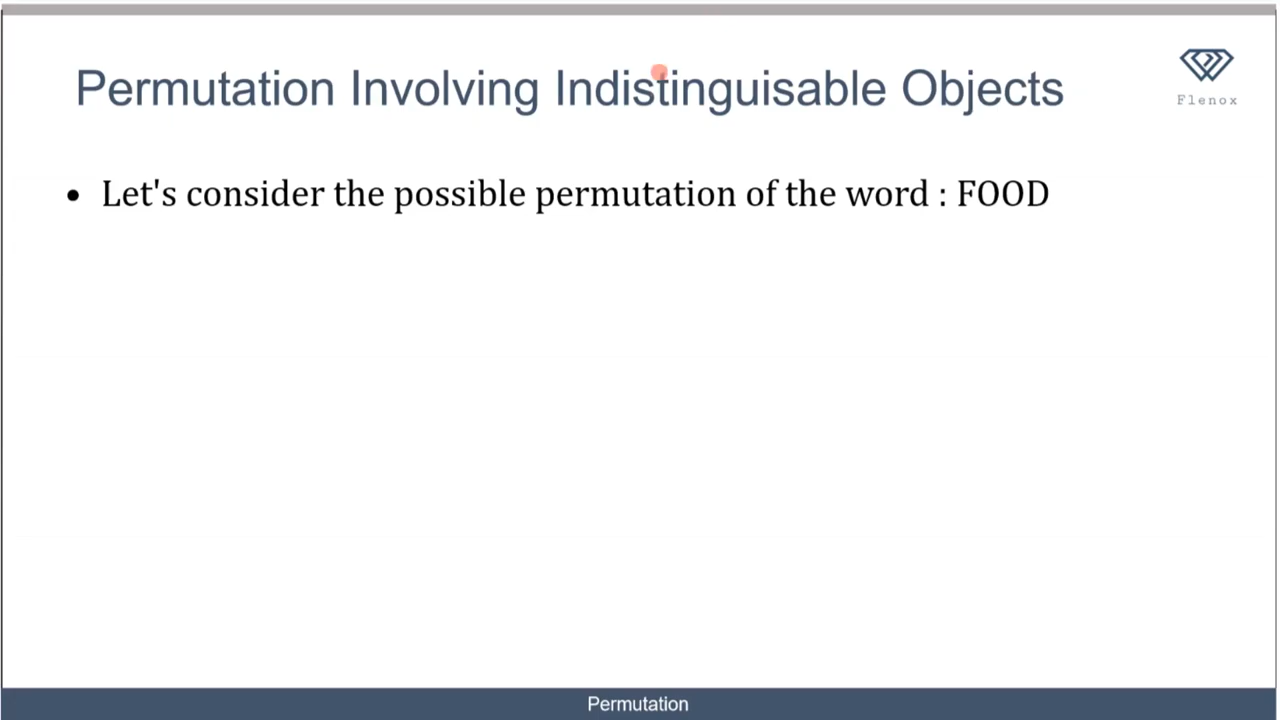 Permutation Involving Indistinguisable Objects
Flenox
• Let's consider the possible permutation of the word : FOOD
Permutation